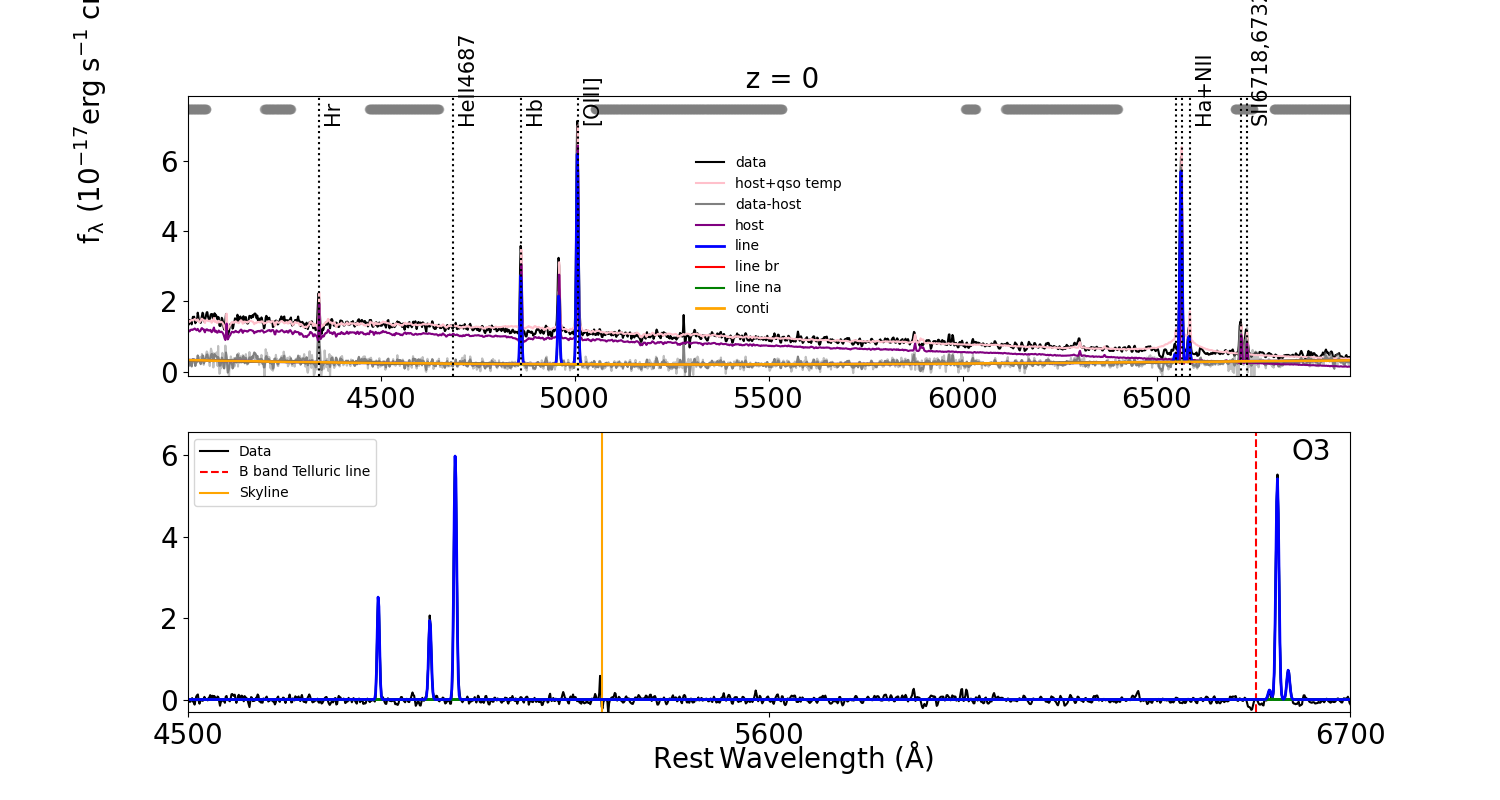 z = 0
f_λ (10^−17 erg s^−1
Hr
HeII4687
Hb
[OIII]
Ha+NII
SII6718,6732
6
4
2
0
data
host+qso temp
data-host
host
line
line br
line na
conti
4500
5000
5500
6000
6500
6
4
2
0
Data
B band Telluric line
Skyline
O3
4500
5600
6700
Rest Wavelength (Å)